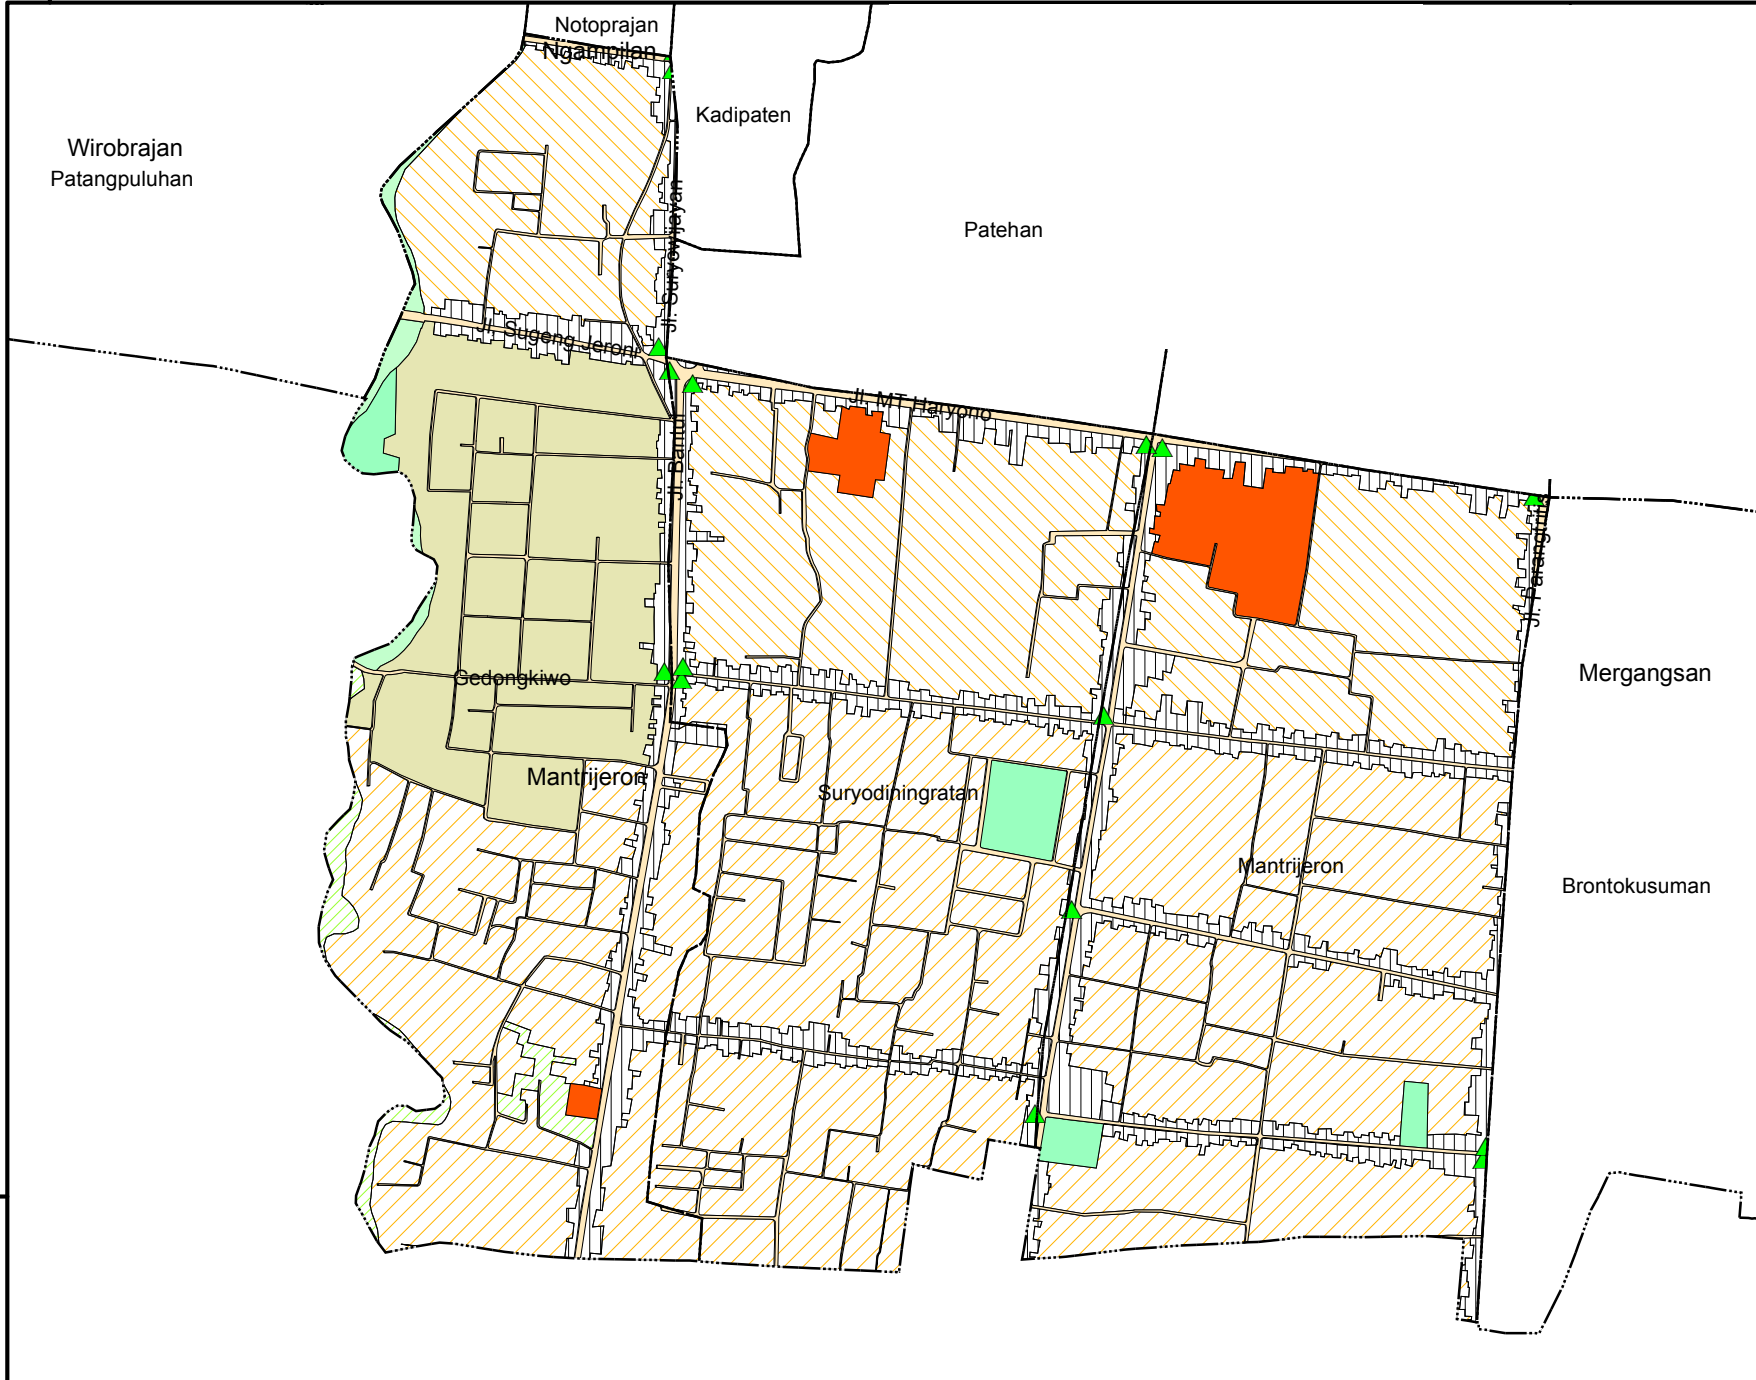 Notoprajan
Ngampilan
Kadipaten
Wirobrajan
Patangpuluhan
Patehan
Jl. Suryowijayan
Jl. Sugeng Jeroni
Jl. MT Haryono
Jl. Bantul
Jl. Parangtritis
Gedongkiwo
Mergangsan
Mantrijeron
Suryodiningratan
Mantrijeron
Brontokusuman